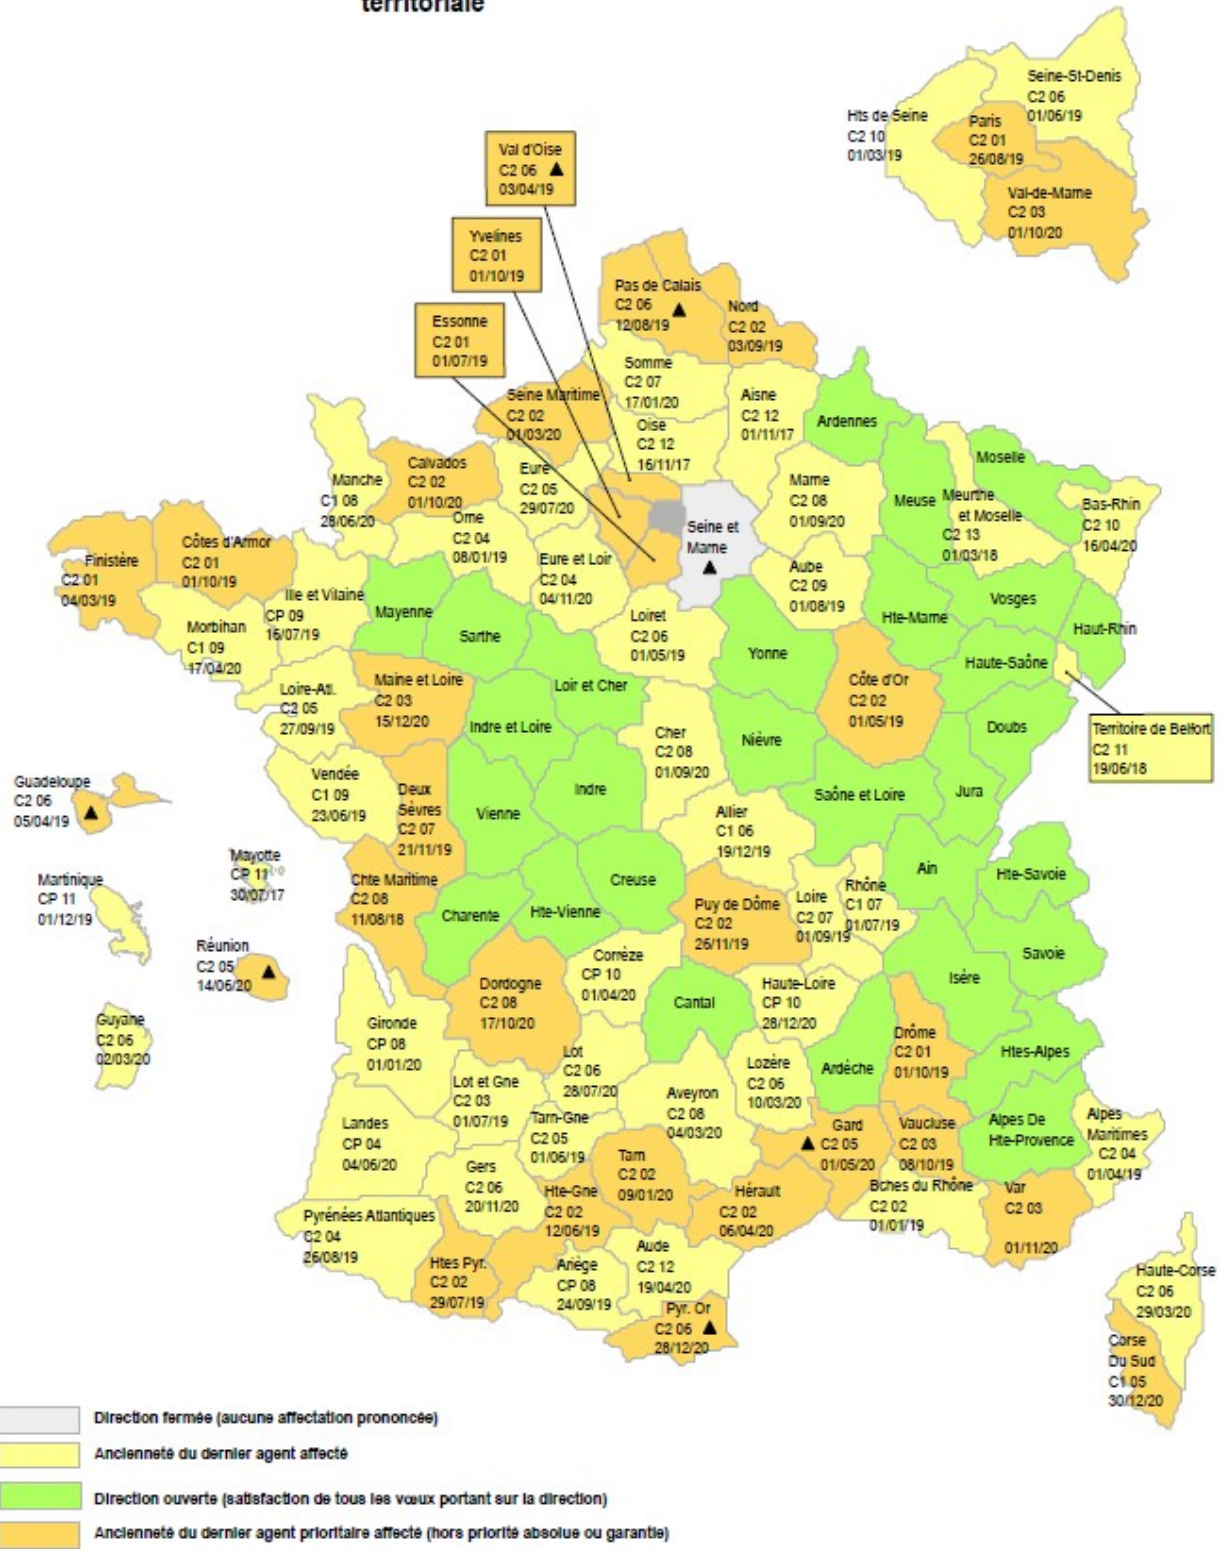 territoriale
Seine-St-Denis
C2 06
01/06/19
Hts de Seine
C2 10
01/03/19
Paris
C2 01
26/08/19
Val-de-Marne
C2 03
01/10/20
Val d'Oise
C2 06
03/04/19
Yvelines
C2 01
01/10/19
Essonne
C2 01
01/07/19
Pas de Calais
C2 06
12/08/19
Nord
C2 02
03/09/19
Somme
C2 07
17/01/20
Seine Maritime
C2 02
01/03/20
Aisne
C2 12
01/11/17
Oise
C2 12
16/11/17
Ardennes
Manche
C1 08
28/06/20
Calvados
C2 02
01/10/20
Eure
C2 05
29/07/20
Orne
C2 04
08/01/19
Eure et Loir
C2 04
04/11/20
Seine et
Marne
Marne
C2 08
01/09/20
Aube
C2 09
01/08/19
Meuse
Meurthe
et Moselle
C2 13
01/03/18
Moselle
Bas-Rhin
C2 10
16/04/20
Finistère
C2 01
04/03/19
Côtes d'Armor
C2 01
01/10/19
Ille et Vilaine
CP 09
16/07/19
Morbihan
C1 09
17/04/20
Mayenne
Sarthe
Loiret
C2 06
01/05/19
Yonne
Hte-Marne
Vosges
Haut-Rhin
Haute-Saône
Loire-Atl.
C2 05
27/09/19
Maine et Loire
C2 03
15/12/20
Loir et Cher
Indre et Loire
Cher
C2 08
01/09/20
Nièvre
Côte d'Or
C2 02
01/05/19
Doubs
Territoire de Belfort
C2 11
19/06/18
Vendée
C1 09
23/06/19
Deux
Sèvres
C2 07
21/11/19
Vienne
Indre
Allier
C1 06
19/12/19
Saône et Loire
Jura
Guadeloupe
C2 06
05/04/19
Mayotte
CP 11
30/07/17
Martinique
CP 11
01/12/19
Réunion
C2 05
14/06/20
Guyane
C2 06
02/03/20
Chte Maritime
C2 08
11/08/18
Charente
Hte-Vienne
Creuse
Puy de Dôme
C2 02
26/11/19
Loire
C2 07
01/09/19
Rhône
C1 07
01/07/19
Ain
Hte-Savoie
Savoie
Isère
Corrèze
CP 10
01/04/20
Dordogne
C2 08
17/10/20
Cantal
Haute-Loire
CP 10
28/12/20
Gironde
CP 08
01/01/20
Lot
C2 06
28/07/20
Lot et Gne
C2 03
01/07/19
Aveyron
C2 08
04/03/20
Lozère
C2 06
10/03/20
Ardèche
Drôme
C2 01
01/10/19
Htes-Alpes
Alpes De
Hte-Provence
Alpes
Maritimes
C2 04
01/04/19
Landes
CP 04
04/06/20
Tarn-Gne
C2 05
01/06/19
Gers
C2 06
20/11/20
Tarn
C2 02
09/01/20
Gard
C2 05
01/05/20
Vaucluse
C2 03
08/10/19
Bches du Rhône
C2 02
01/01/19
Var
C2 03
01/11/20
Pyrénées Atlantiques
C2 04
26/08/19
Htes Pyr.
C2 02
29/07/19
Hte-Gne
C2 02
12/06/19
Hérault
C2 02
06/04/20
Ariège
CP 08
24/09/19
Aude
C2 12
19/04/20
Pyr. Or
C2 06
28/12/20
Haute-Corse
C2 06
29/03/20
Corse
Du Sud
C1 05
30/12/20
Direction fermée (aucune affectation prononcée)
Ancienneté du dernier agent affecté
Direction ouverte (satisfaction de tous les vœux portant sur la direction)
Ancienneté du dernier agent prioritaire affecté (hors priorité absolue ou garantie)